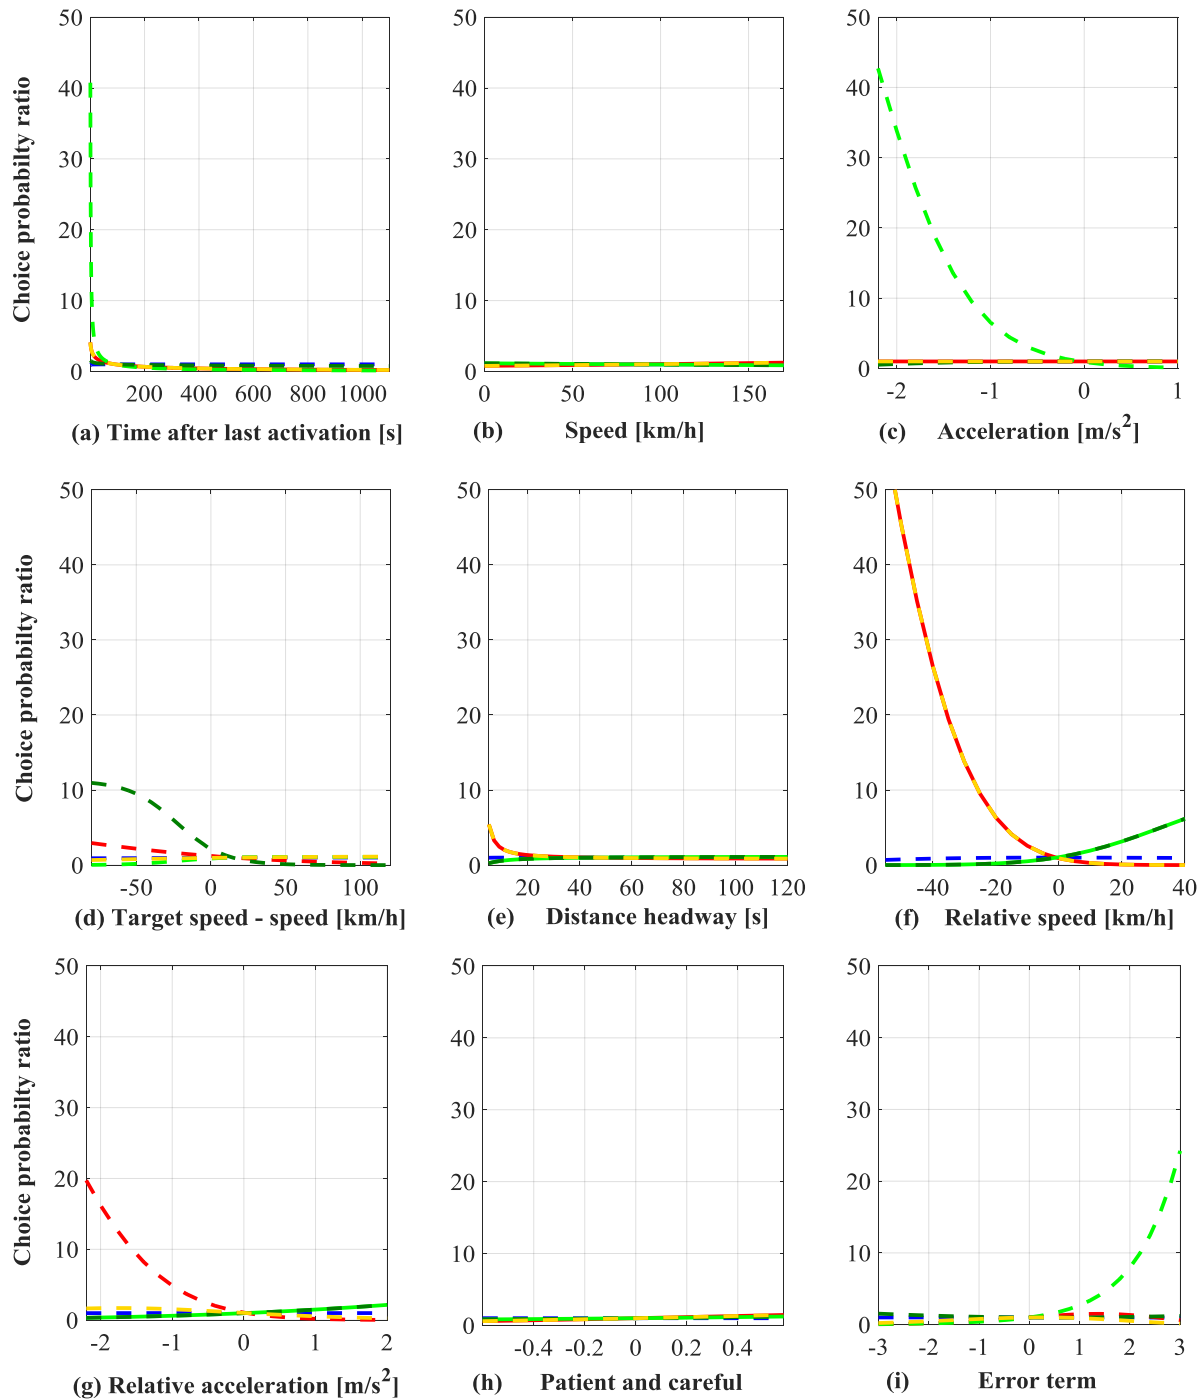 Choice probabilty ratio
50
40
30
20
10
0
200 400 600 800 1000
(a) Time after last activation [s]
50
40
30
20
10
0
0 50 100 150
(b) Speed [km/h]
50
40
30
20
10
0
-2 -1 0 1
(c) Acceleration [m/s2]
Choice probabilty ratio
50
40
30
20
10
0
-50 0 50 100
(d) Target speed - speed [km/h]
50
40
30
20
10
0
20 40 60 80 100 120
(e) Distance headway [s]
50
40
30
20
10
0
-40 -20 0 20 40
(f) Relative speed [km/h]
Choice probabilty ratio
50
40
30
20
10
0
-2 -1 0 1 2
(g) Relative acceleration [m/s2]
50
40
30
20
10
0
-0.4 -0.2 0 0.2 0.4
(h) Patient and careful
50
40
30
20
10
0
-3 -2 -1 0 1 2 3
(i) Error term